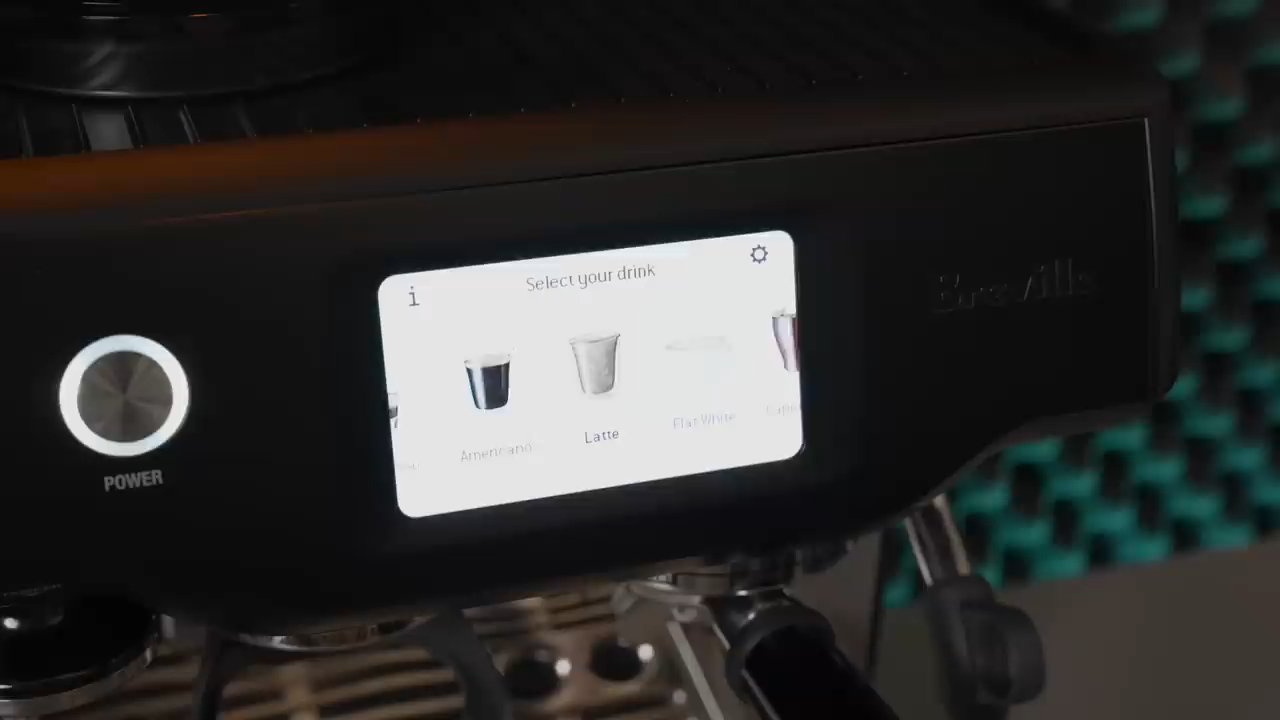 Select your drink
i
Breville
Americano
Latte
Flat White
POWER